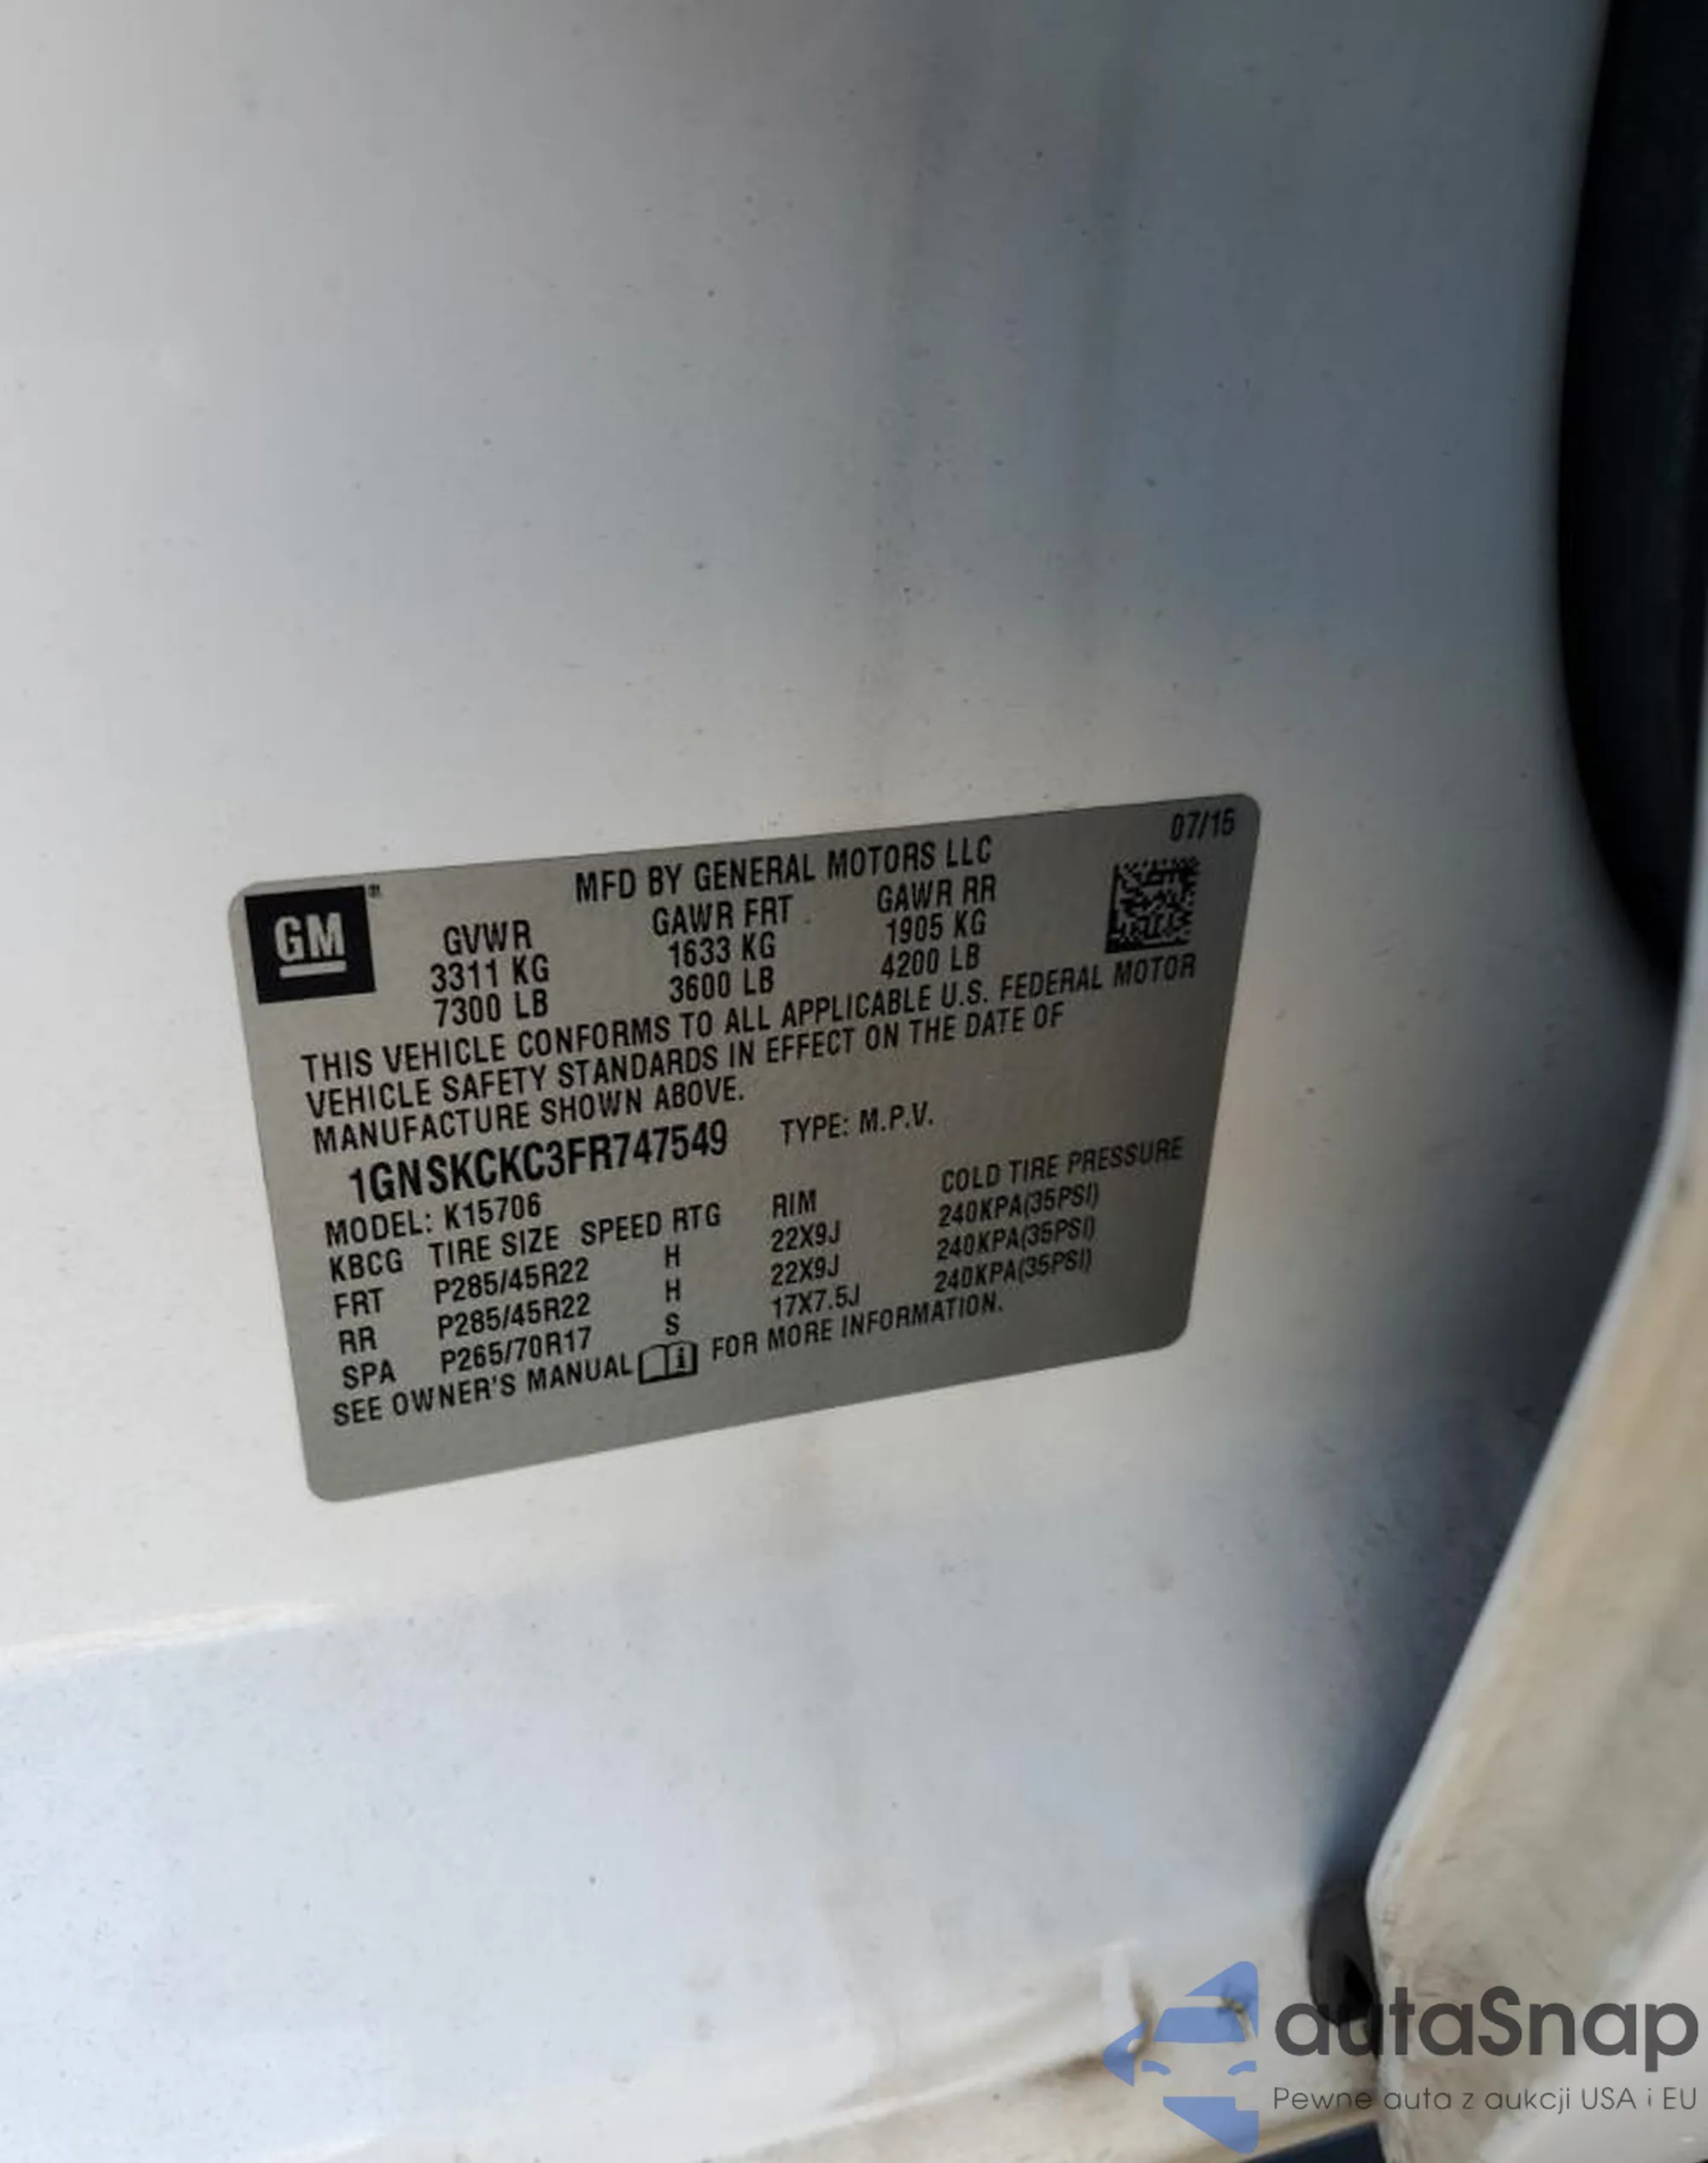 07/15
MFD BY GENERAL MOTORS LLC
GM®
GVWR GAWR FRT GAWR RR
3311 KG 1633 KG 1905 KG
7300 LB 3600 LB 4200 LB
THIS VEHICLE CONFORMS TO ALL APPLICABLE U.S. FEDERAL MOTOR
VEHICLE SAFETY STANDARDS IN EFFECT ON THE DATE OF
MANUFACTURE SHOWN ABOVE.
1GNSKCKC3FR747549 TYPE: M.P.V.
MODEL: K15706
KBCG TIRE SIZE SPEED RTG RIM COLD TIRE PRESSURE
FRT P285/45R22 H 22X9J 240KPA(35PSI)
RR P285/45R22 H 22X9J 240KPA(35PSI)
SPA P265/70R17 S 17X7.5J 240KPA(35PSI)
SEE OWNER'S MANUAL FOR MORE INFORMATION.
autaSnap
Pewne auta z aukcji USA i EU